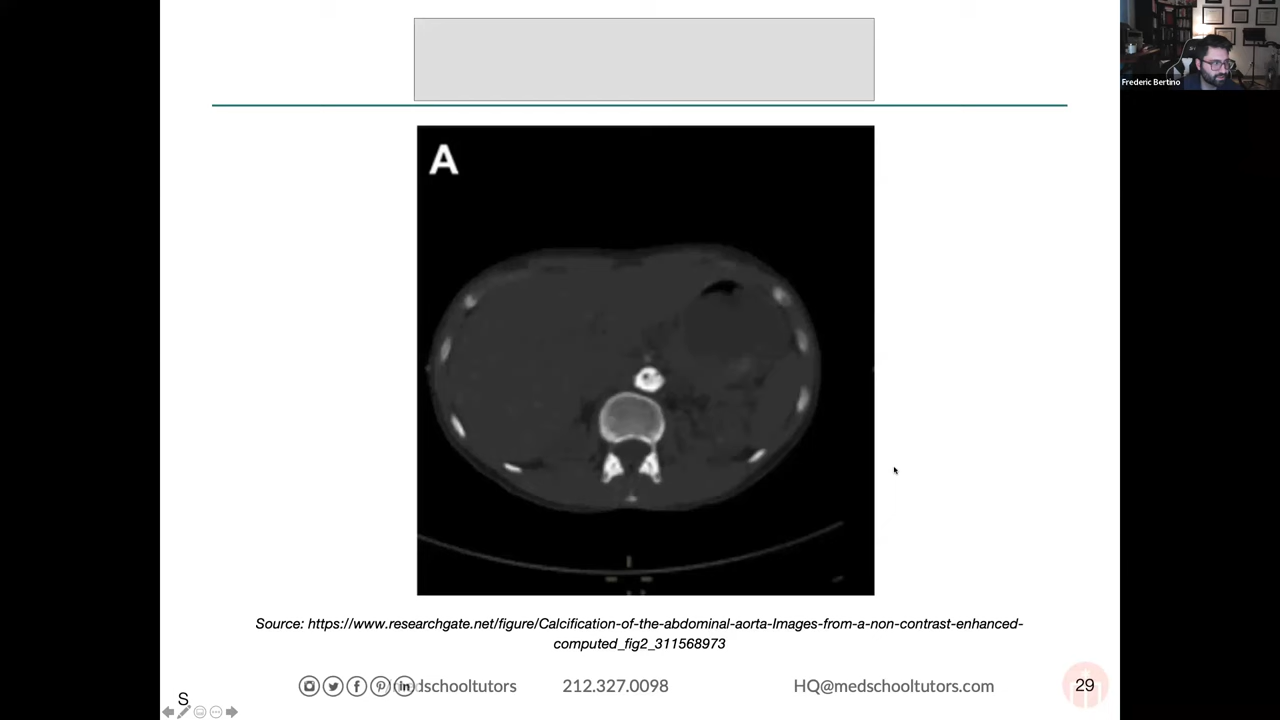 Frederic Bertino
A
Source: https://www.researchgate.net/figure/Calcification-of-the-abdominal-aorta-Images-from-a-non-contrast-enhanced-
computed_fig2_311568973
dschooltutors 212.327.0098 HQ@medschooltutors.com 29
S